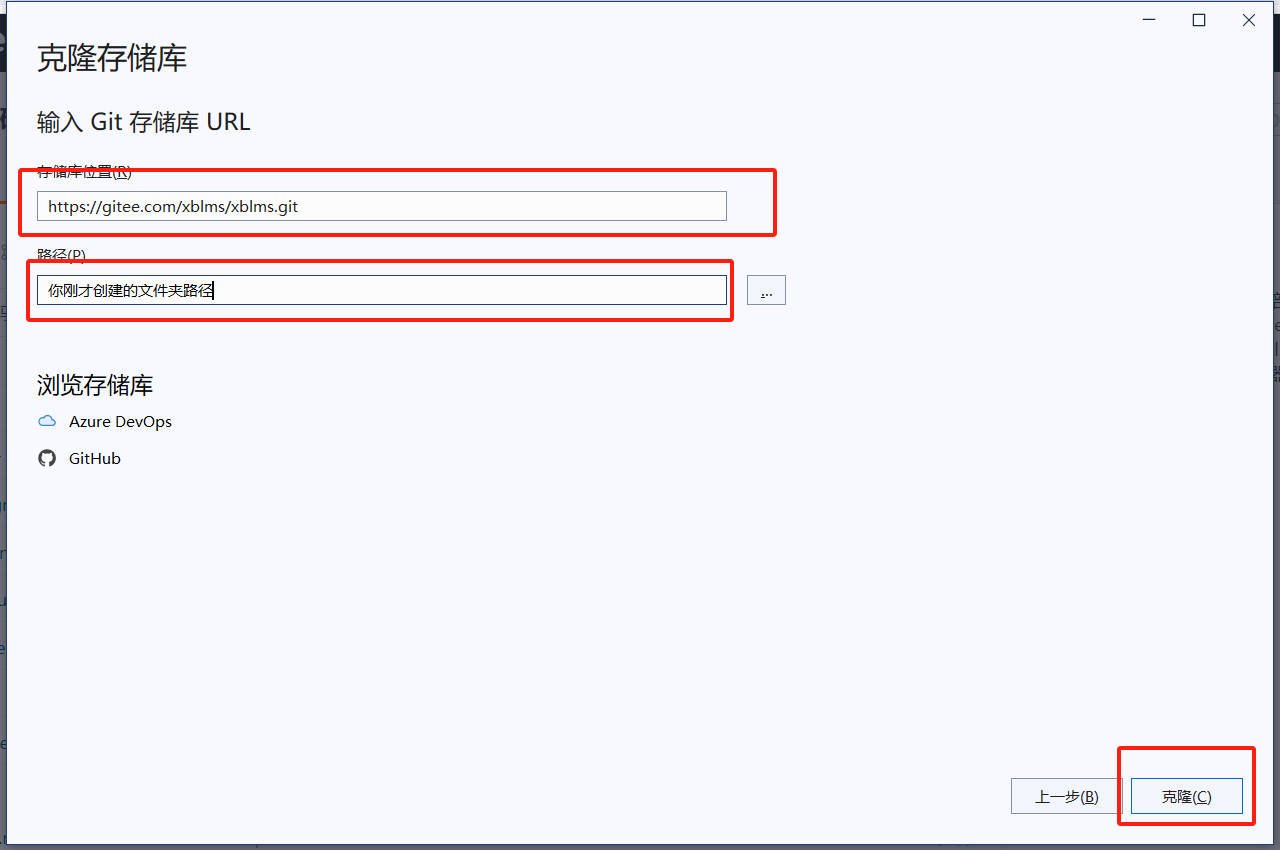 克隆存储库
输入 Git 存储库 URL
存储库位置(R)
https://gitee.com/xblms/xblms.git
路径(P)
你刚才创建的文件夹路径
...
浏览存储库
Azure DevOps
GitHub
上一步(B)
克隆(C)